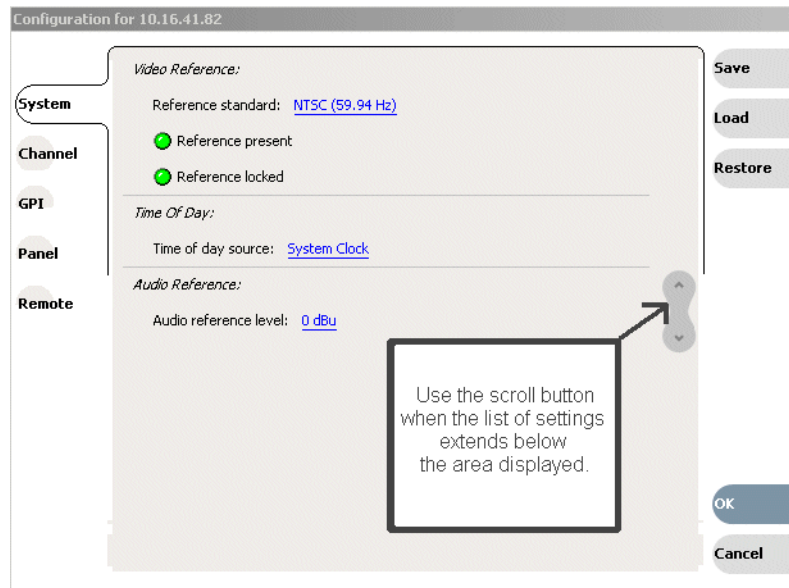 Configuration for 10.16.41.82
System
Channel
GPI
Panel
Remote
Video Reference:
Reference standard: NTSC (59.94 Hz)
Reference present
Reference locked
Time Of Day:
Time of day source: System Clock
Audio Reference:
Audio reference level: 0 dBu
Use the scroll button
when the list of settings
extends below
the area displayed.
Save
Load
Restore
OK
Cancel